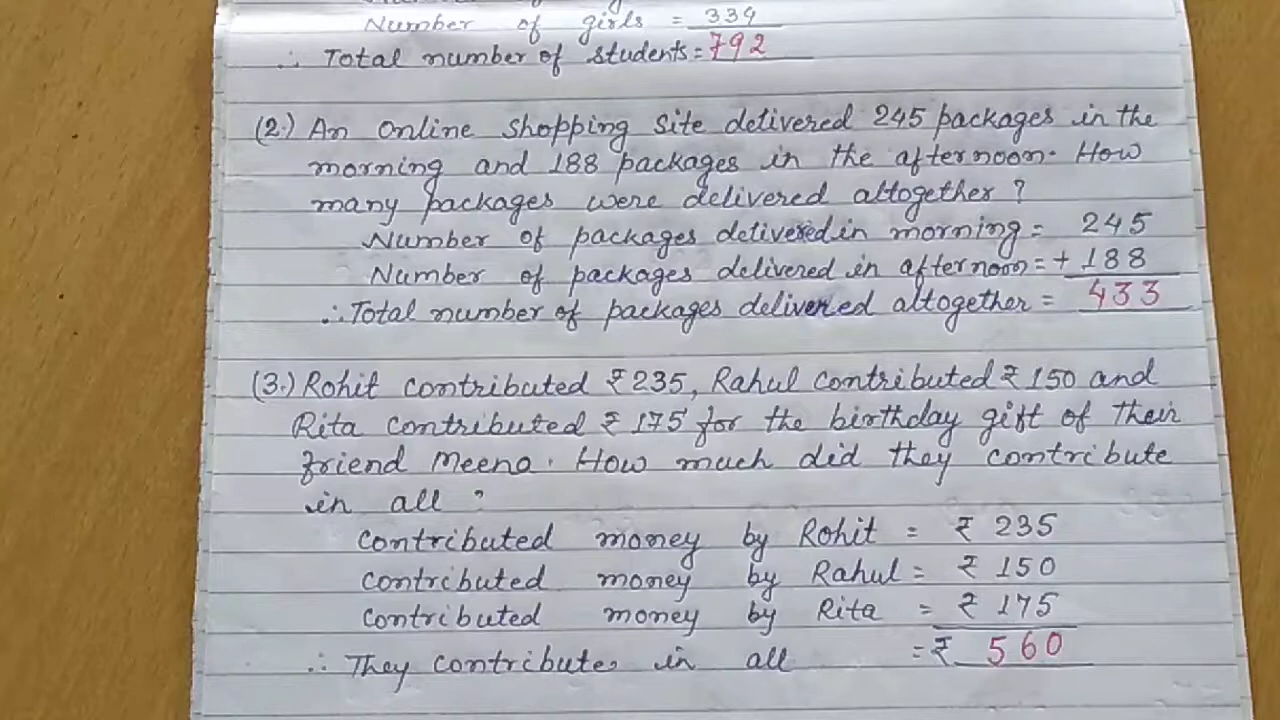 Number of girls = 334
∴ Total number of students = 792
(2.) An online shopping site delivered 245 packages in the
morning and 188 packages in the afternoon. How
many packages were delivered altogether ?
Number of packages delivered in morning = 245
Number of packages delivered in afternoon = + 188
∴ Total number of packages delivered altogether = 433
(3.) Rohit contributed ₹ 235, Rahul contributed ₹ 150 and
Rita contributed ₹ 175 for the birthday gift of their
friend Meena. How much did they contribute
in all ?
Contributed money by Rohit = ₹ 235
Contributed money by Rahul = ₹ 150
Contributed money by Rita = ₹ 175
∴ They contribute in all = ₹ 560